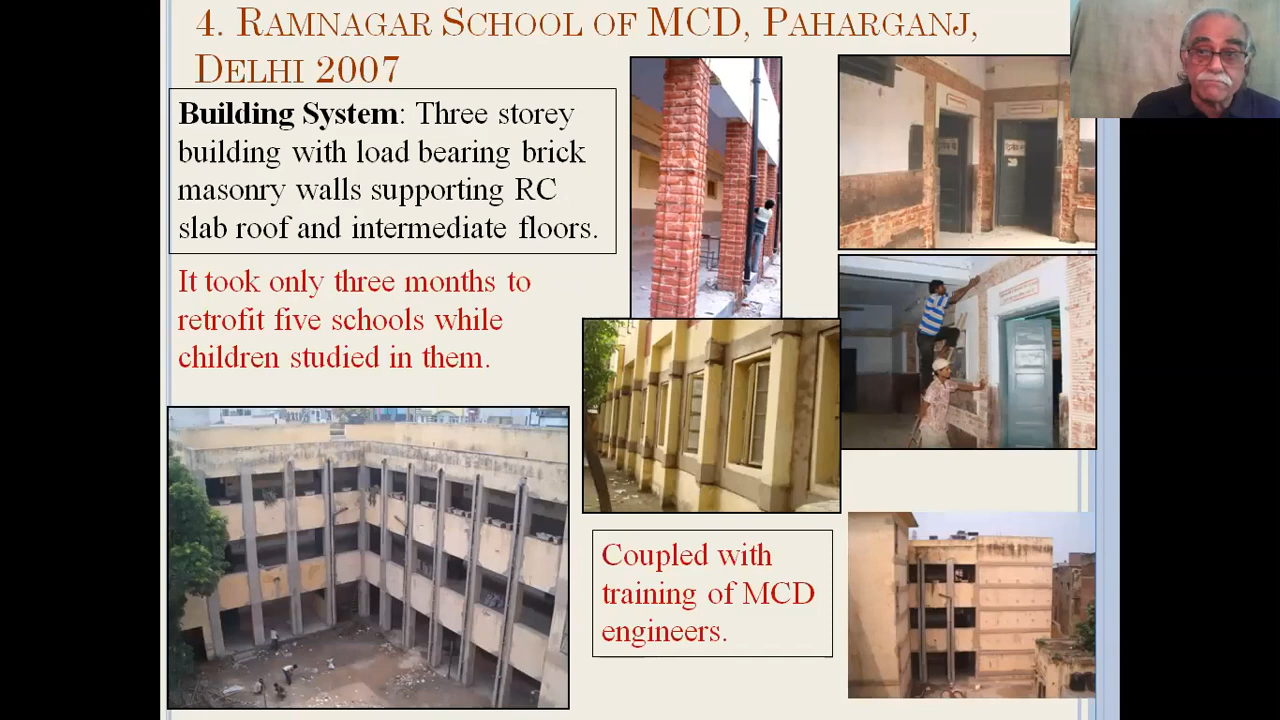 4. RAMNAGAR SCHOOL OF MCD, PAHARGANJ,
DELHI 2007
Building System: Three storey
building with load bearing brick
masonry walls supporting RC
slab roof and intermediate floors.
It took only three months to
retrofit five schools while
children studied in them.
Coupled with
training of MCD
engineers.